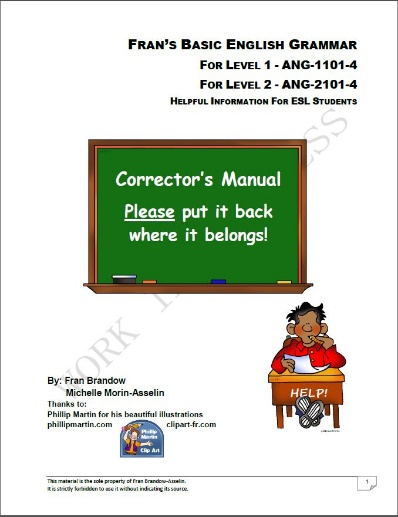 FRAN'S BASIC ENGLISH GRAMMAR
FOR LEVEL 1 - ANG-1101-4
FOR LEVEL 2 - ANG-2101-4
HELPFUL INFORMATION FOR ESL STUDENTS
Corrector's Manual
Please put it back
where it belongs!
WORK IN PROGRESS
HELP!
By: Fran Brandow
Michelle Morin-Asselin
Thanks to:
Phillip Martin for his beautiful illustrations
phillipmartin.com clipart-fr.com
Phillip
Martin
Clip Art
This material is the sole property of Fran Brandow-Asselin.
It is strictly forbidden to use it without indicating its source.
1